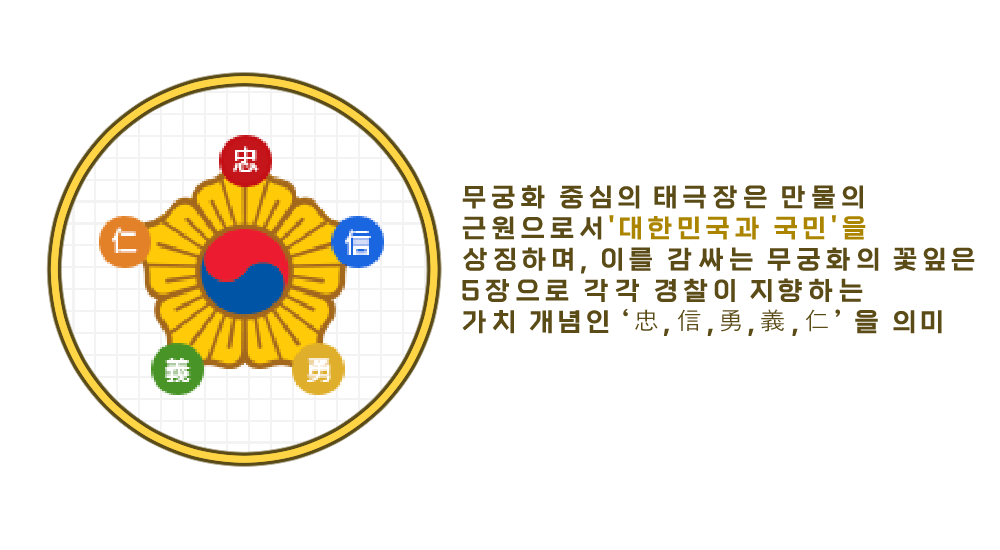 忠
仁
信
義
勇
무궁화 중심의 태극장은 만물의
근원으로서'대한민국과 국민'을
상징하며, 이를 감싸는 무궁화의 꽃잎은
5장으로 각각 경찰이 지향하는
가치 개념인 ‘忠,信,勇,義,仁’을 의미